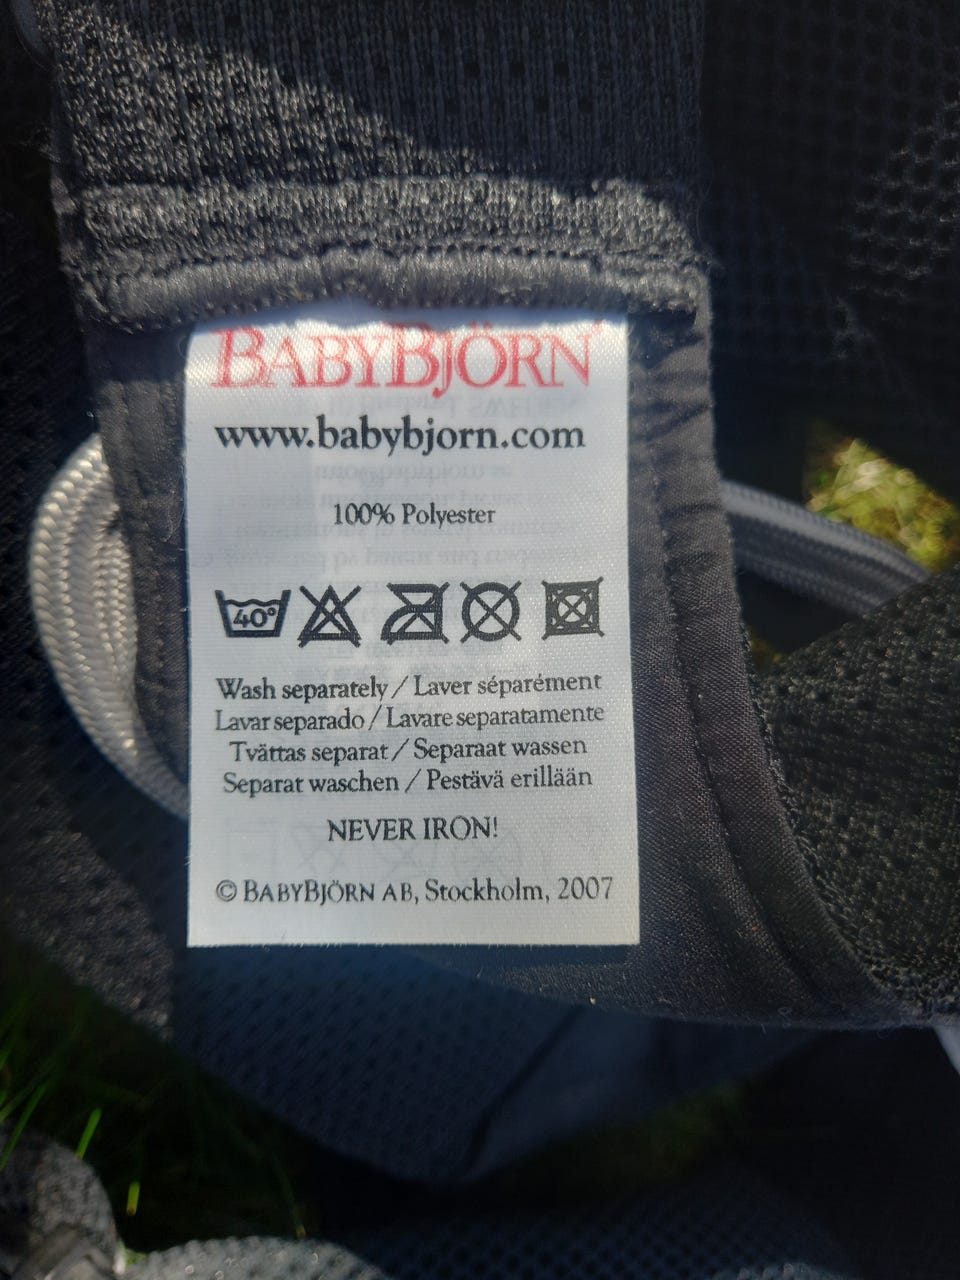 BABYBJÖRN
www.babybjorn.com
100% Polyester
40°
Wash separately / Laver séparément
Lavar separado / Lavare separatamente
Tvättas separat / Separaat wassen
Separat waschen / Pestävä erillään
NEVER IRON!
© BABYBJÖRN AB, Stockholm, 2007